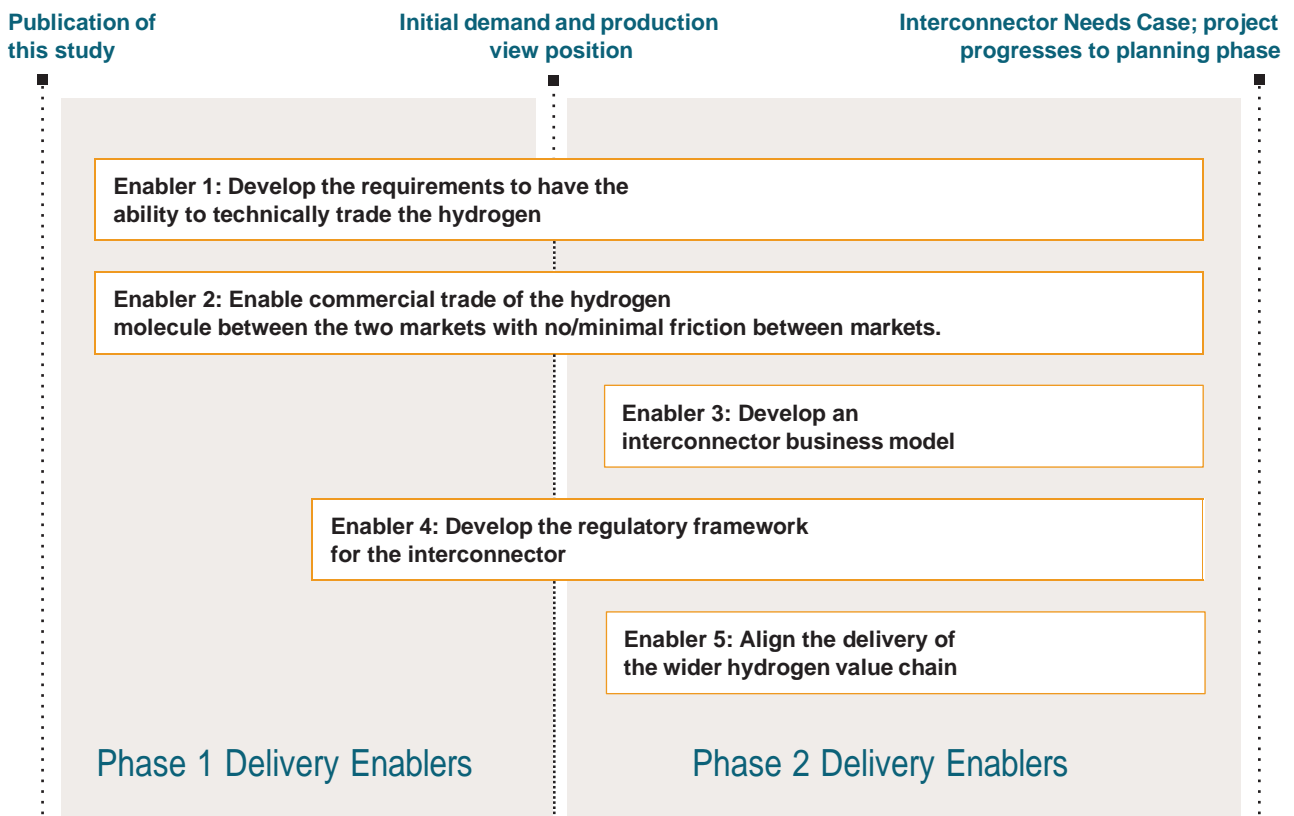 Publication of
this study
Initial demand and production
view position
Interconnector Needs Case; project
progresses to planning phase
Enabler 1: Develop the requirements to have the
ability to technically trade the hydrogen
Enabler 2: Enable commercial trade of the hydrogen
molecule between the two markets with no/minimal friction between markets.
Enabler 3: Develop an
interconnector business model
Enabler 4: Develop the regulatory framework
for the interconnector
Enabler 5: Align the delivery of
the wider hydrogen value chain
Phase 1 Delivery Enablers
Phase 2 Delivery Enablers